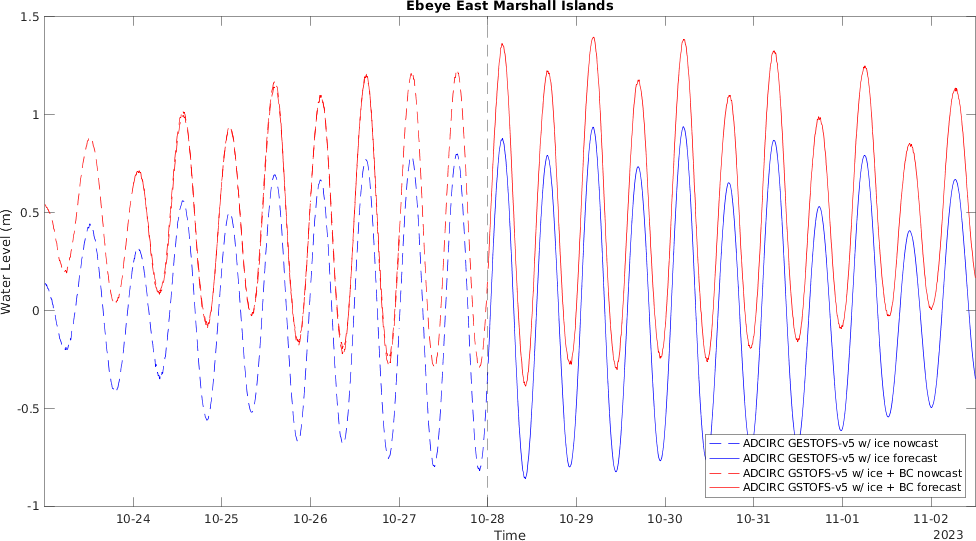 Ebeye East Marshall Islands
1.5
1
0.5
0
-0.5
-1
Water Level (m)
10-24
10-25
10-26
10-27
10-28
10-29
10-30
10-31
11-01
11-02
Time
2023
ADCIRC GESTOFS-v5 w/ ice nowcast
ADCIRC GESTOFS-v5 w/ ice forecast
ADCIRC GSTOFS-v5 w/ ice + BC nowcast
ADCIRC GSTOFS-v5 w/ ice + BC forecast